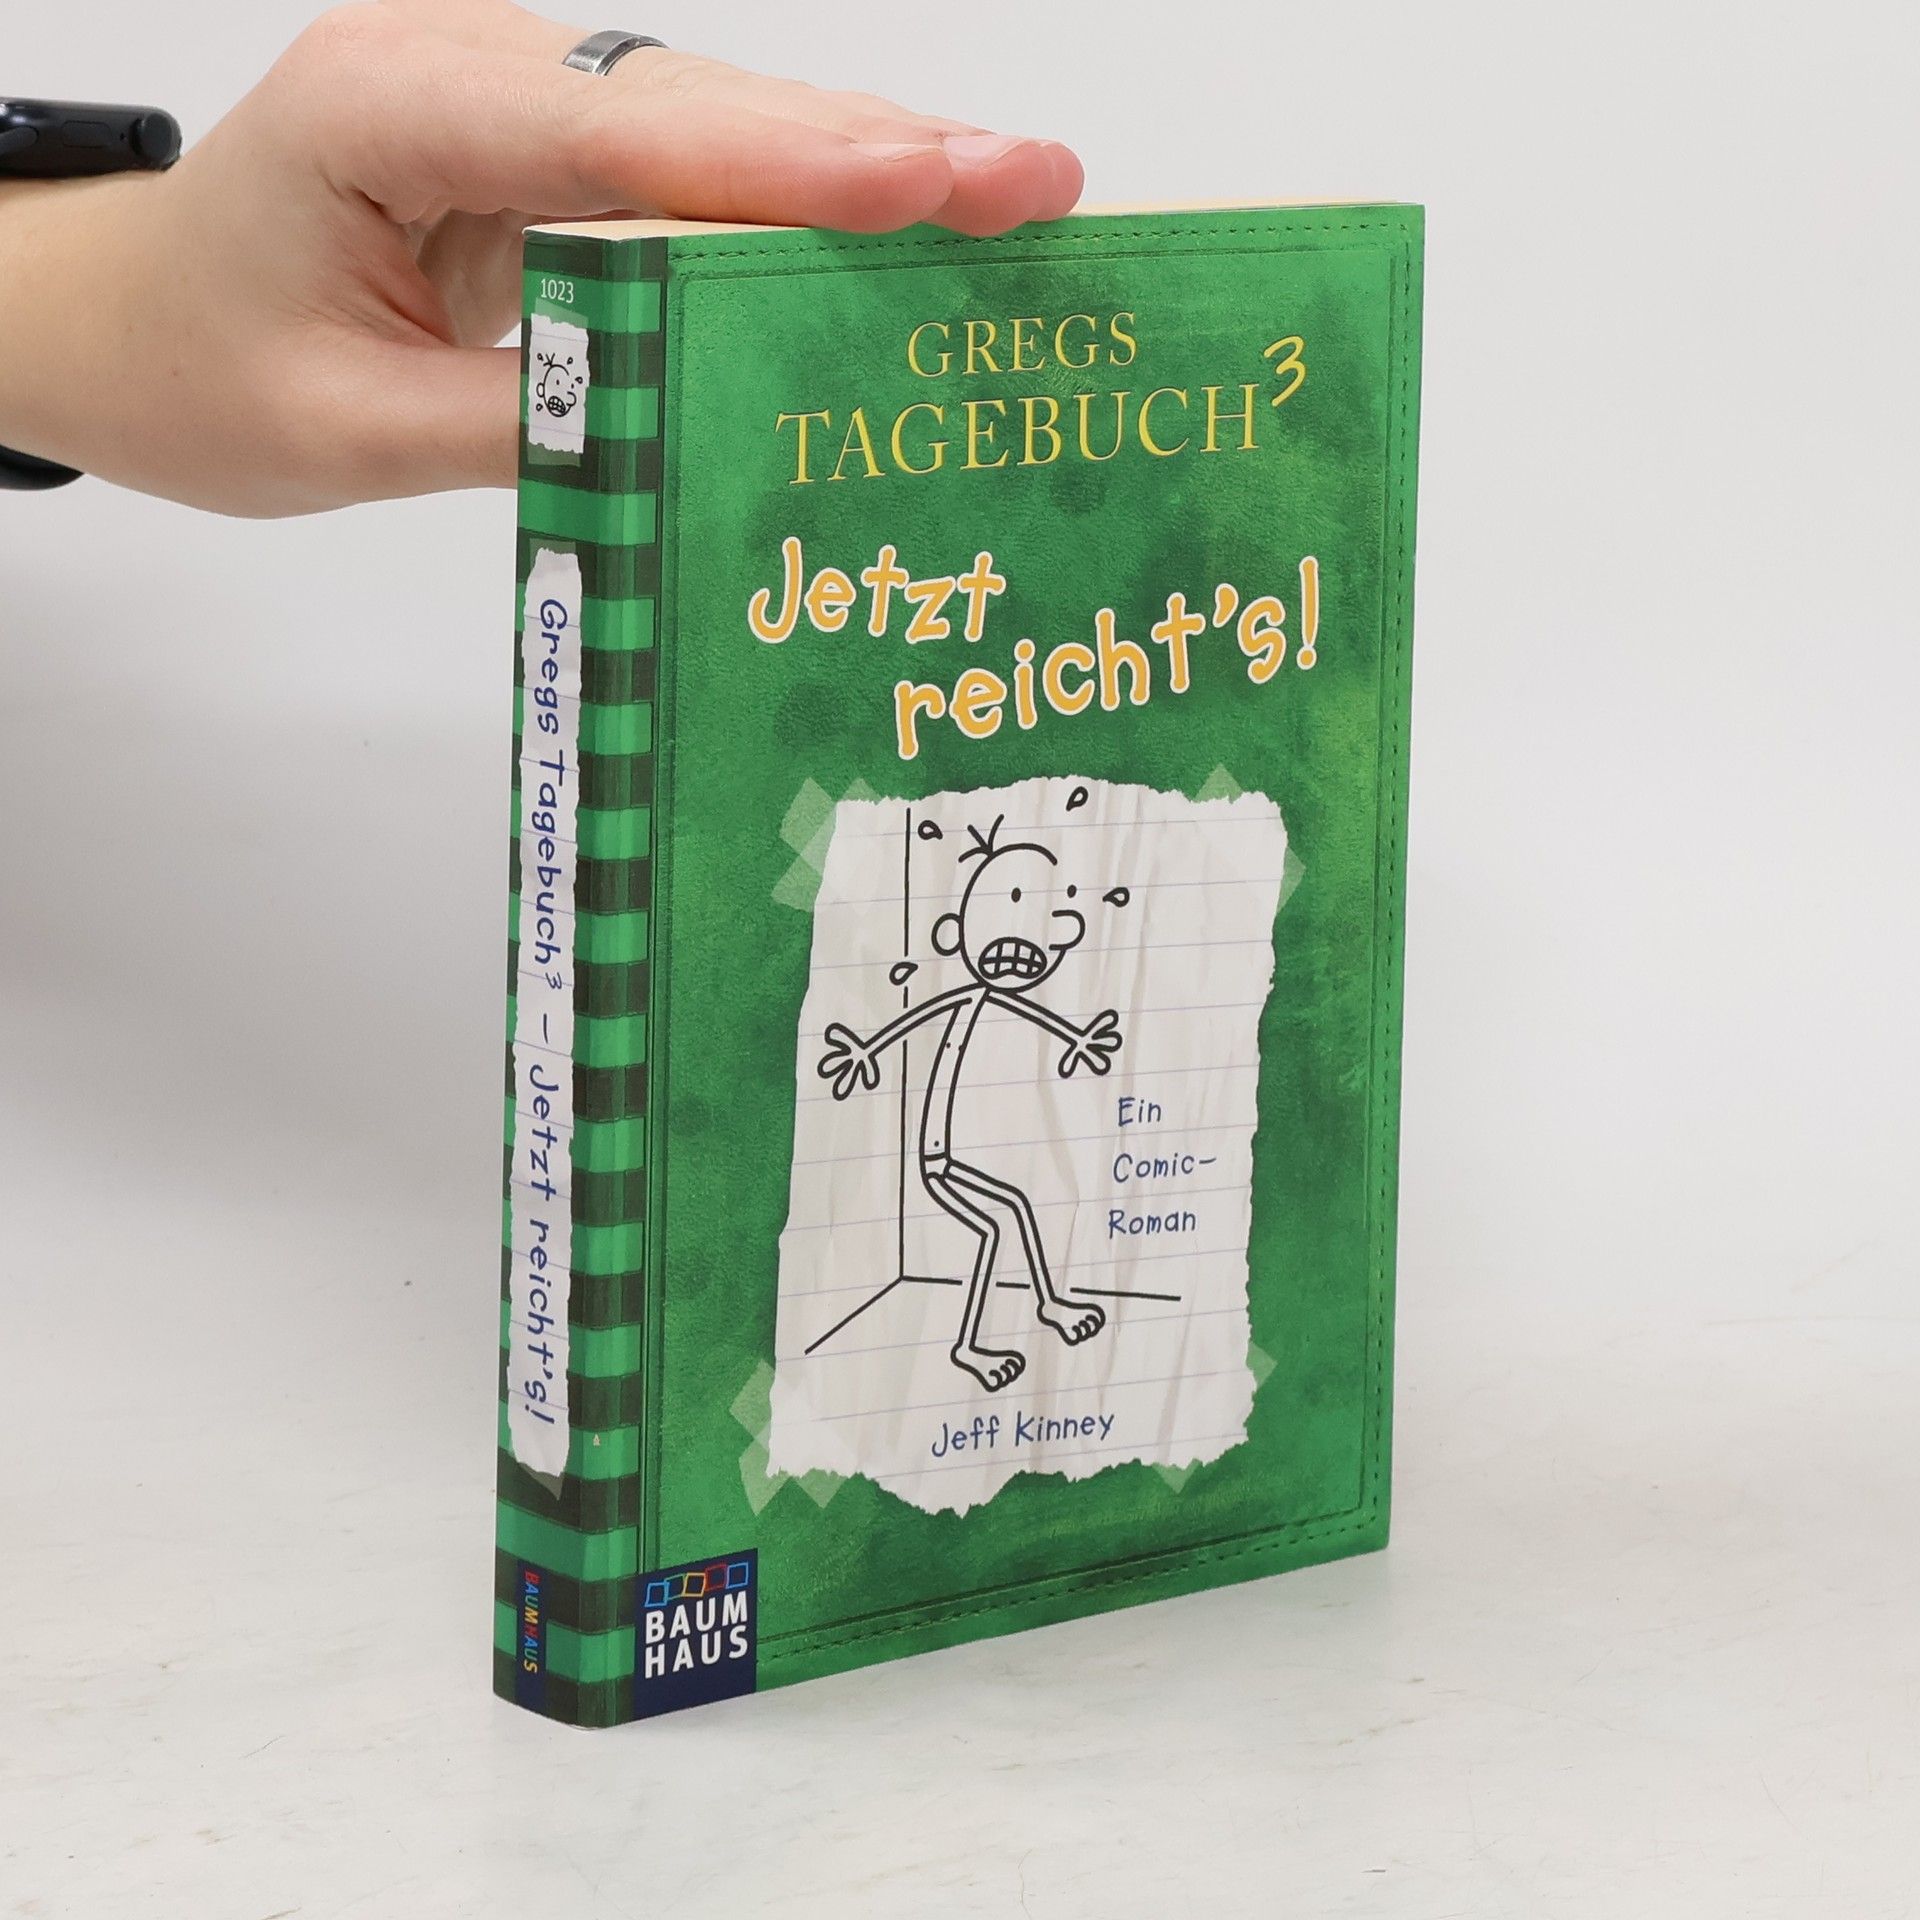 1023
Gregs Tagebuch³ – Jetzt reicht's!
BAUMHAUS
GREGS
TAGEBUCH³
Jetzt
reicht's!
Ein
Comic-
Roman
Jeff Kinney
BAUM
HAUS